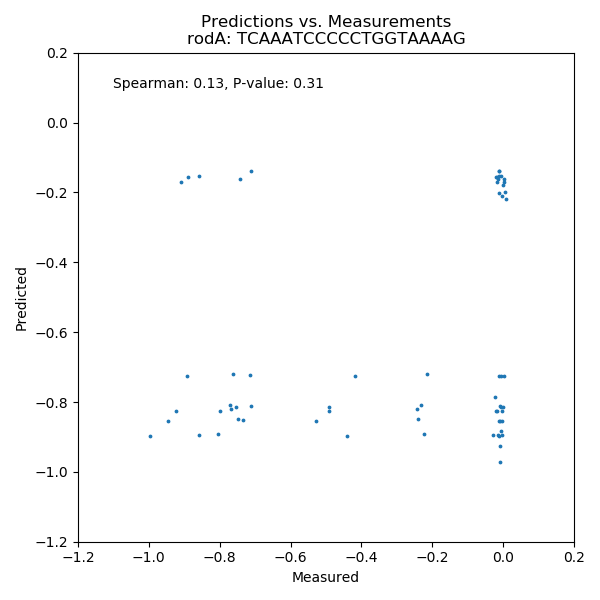 Predictions vs. Measurements
rodA: TCAAATCCCCCTGGTAAAAG
Spearman: 0.13, P-value: 0.31
0.2
0.0
−0.2
−0.4
−0.6
−0.8
−1.0
−1.2
Predicted
−1.2 −1.0 −0.8 −0.6 −0.4 −0.2 0.0 0.2
Measured